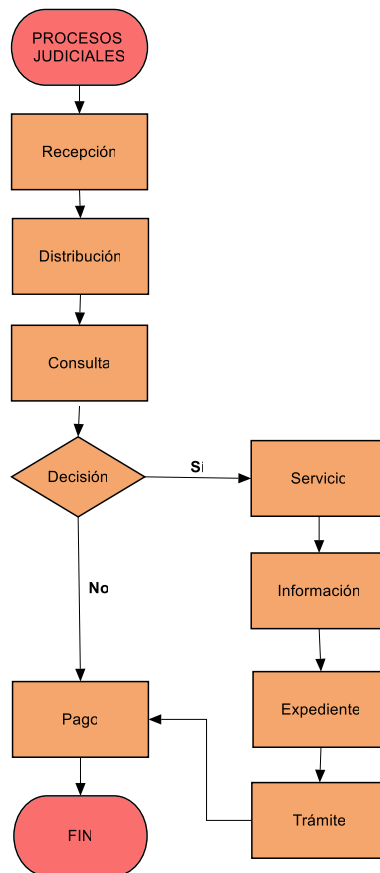 PROCESOS
JUDICIALES
Recepción
Distribución
Consulta
Decisión
Si
Servicio
No
Información
Pago
Expediente
Trámite
FIN